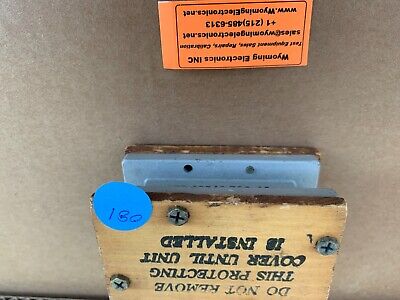 Wyoming Electronics INC
Test Equipment Sales, Repairs, Calibration
sales@wyomingelectronics.net
+1 (215)485-6313
www.WyomingElectronics.net
180
DO NOT REMOVE
THIS PROTECTING
COVER UNTIL UNIT
IS INSTALLED